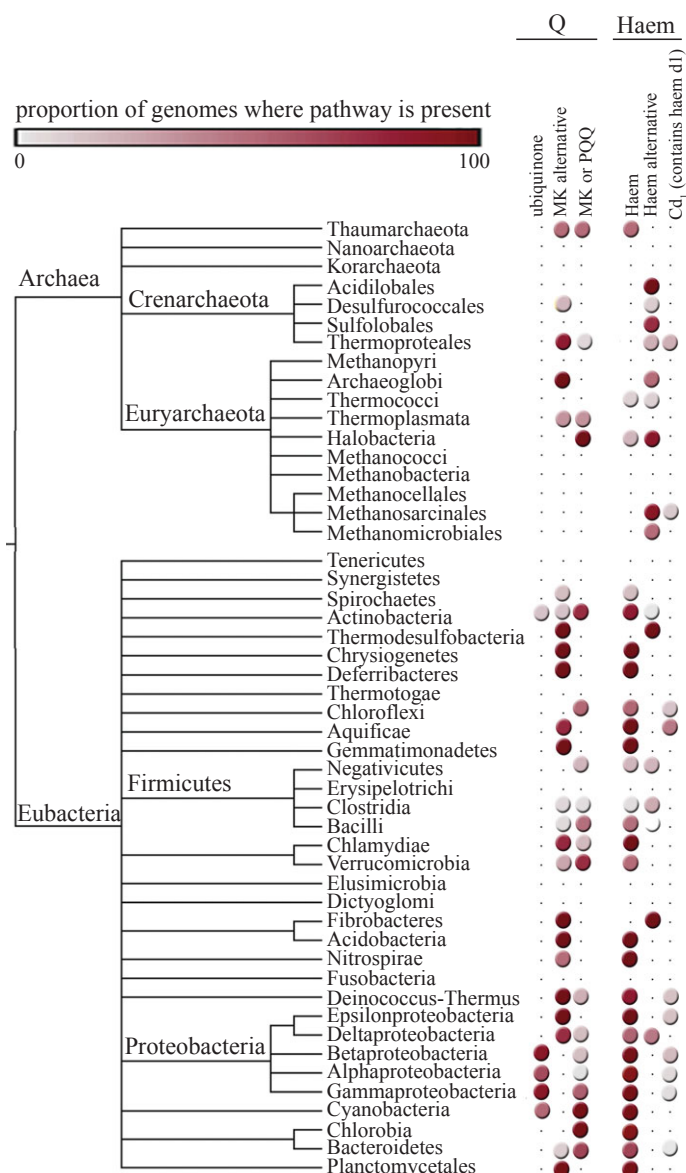 Q Haem
proportion of genomes where pathway is present
0 100
ubiquinone
MK alternative
MK or PQQ
Haem
Haem alternative
Cd1 (contains haem d1)
Archaea
Thaumarchaeota
Nanoarchaeota
Korarchaeota
Crenarchaeota
Acidilobales
Desulfurococcales
Sulfolobales
Thermoproteales
Euryarchaeota
Methanopyri
Archaeoglobi
Thermococci
Thermoplasmata
Halobacteria
Methanococci
Methanobacteria
Methanocellales
Methanosarcinales
Methanomicrobiales
Eubacteria
Tenericutes
Synergistetes
Spirochaetes
Actinobacteria
Thermodesulfobacteria
Chrysiogenetes
Deferribacteres
Thermotogae
Chloroflexi
Aquificae
Gemmatimonadetes
Firmicutes
Negativicutes
Erysipelotrichi
Clostridia
Bacilli
Chlamydiae
Verrucomicrobia
Elusimicrobia
Dictyoglomi
Fibrobacteres
Acidobacteria
Nitrospirae
Fusobacteria
Deinococcus-Thermus
Proteobacteria
Epsilonproteobacteria
Deltaproteobacteria
Betaproteobacteria
Alphaproteobacteria
Gammaproteobacteria
Cyanobacteria
Chlorobia
Bacteroidetes
Planctomycetales